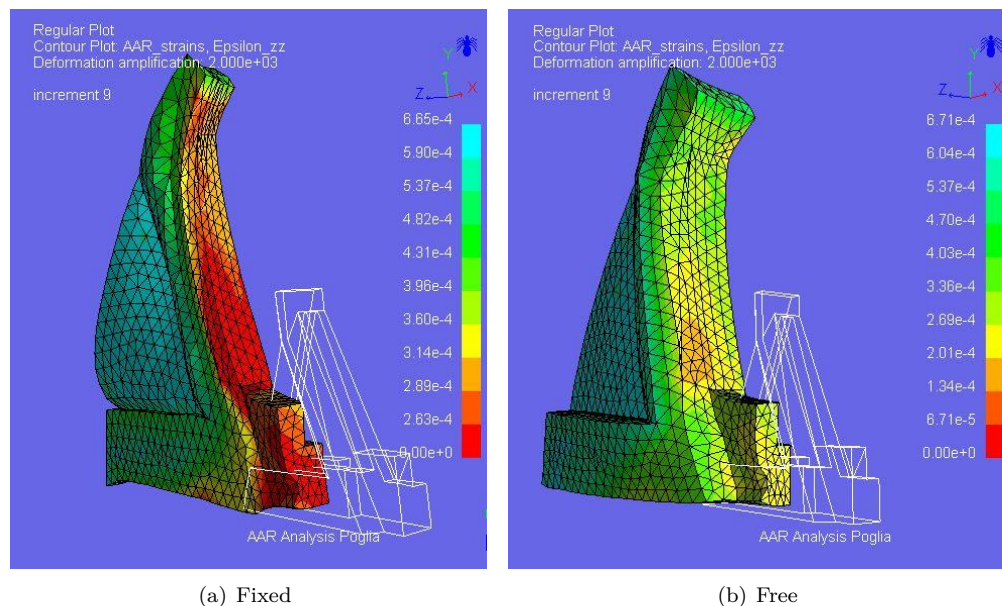 Regular Plot
Contour Plot: AAR_strains, Epsilon_zz
Deformation amplification: 2.000e+03
increment 9
Y
Z
X
6.65e-4
5.90e-4
5.37e-4
4.82e-4
4.31e-4
3.96e-4
3.60e-4
3.14e-4
2.89e-4
2.63e-4
0.00e+0
AAR Analysis Poglia
(a) Fixed
Regular Plot
Contour Plot: AAR_strains, Epsilon_zz
Deformation amplification: 2.000e+03
increment 9
Y
Z
X
6.71e-4
6.04e-4
5.37e-4
4.70e-4
4.03e-4
3.36e-4
2.69e-4
2.01e-4
1.34e-4
6.71e-5
0.00e+0
AAR Analysis Poglia
(b) Free